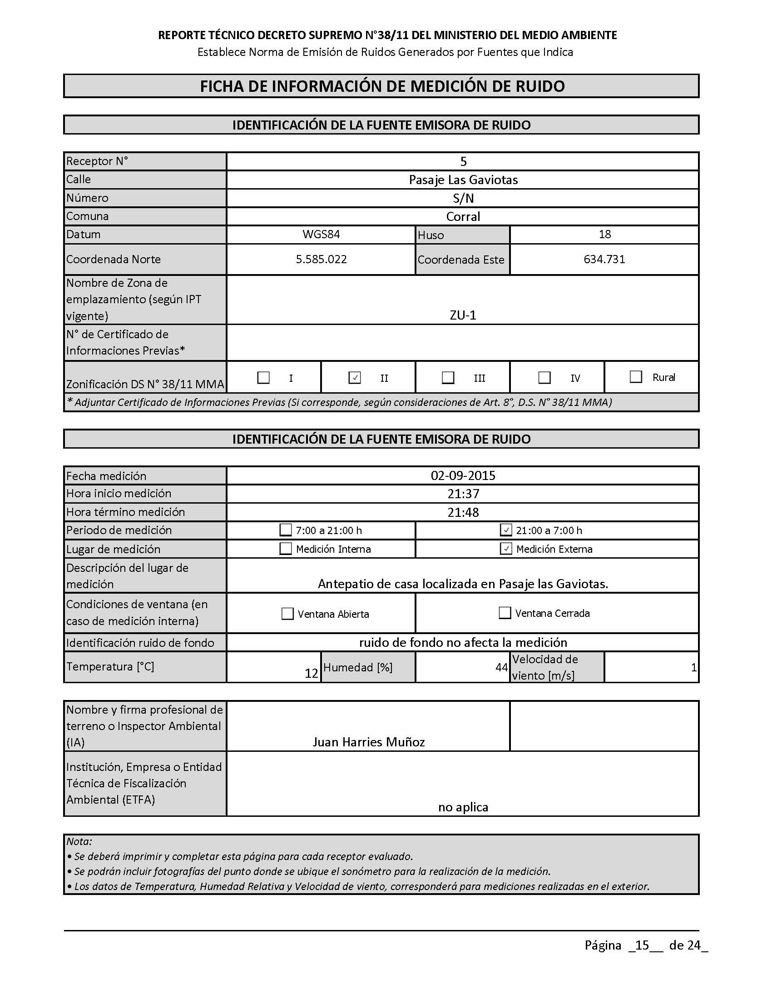 REPORTE TÉCNICO DECRETO SUPREMO N°38/11 DEL MINISTERIO DEL MEDIO AMBIENTE
Establece Norma de Emisión de Ruidos Generados por Fuentes que Indica
FICHA DE INFORMACIÓN DE MEDICIÓN DE RUIDO
IDENTIFICACIÓN DE LA FUENTE EMISORA DE RUIDO
Receptor N° 5
Calle Pasaje Las Gaviotas
Número S/N
Comuna Corral
Datum WGS84 Huso 18
Coordenada Norte 5.585.022 Coordenada Este 634.731
Nombre de Zona de
emplazamiento (según IPT
vigente) ZU-1
N° de Certificado de
Informaciones Previas*
Zonificación DS N° 38/11 MMA ☐ I ☑ II ☐ III ☐ IV ☐ Rural
* Adjuntar Certificado de Informaciones Previas (Si corresponde, según consideraciones de Art. 8°, D.S. N° 38/11 MMA)
IDENTIFICACIÓN DE LA FUENTE EMISORA DE RUIDO
Fecha medición 02-09-2015
Hora inicio medición 21:37
Hora término medición 21:48
Periodo de medición ☐ 7:00 a 21:00 h ☑ 21:00 a 7:00 h
Lugar de medición ☐ Medición Interna ☑ Medición Externa
Descripción del lugar de
medición Antepatio de casa localizada en Pasaje las Gaviotas.
Condiciones de ventana (en
caso de medición interna) ☐ Ventana Abierta ☐ Ventana Cerrada
Identificación ruido de fondo ruido de fondo no afecta la medición
Temperatura [°C] 12 Humedad [%] 44 Velocidad de
viento [m/s] 1
Nombre y firma profesional de
terreno o Inspector Ambiental
(IA) Juan Harries Muñoz
Institución, Empresa o Entidad
Técnica de Fiscalización
Ambiental (ETFA)
no aplica
Nota:
• Se deberá imprimir y completar esta página para cada receptor evaluado.
• Se podrán incluir fotografías del punto donde se ubique el sonómetro para la realización de la medición.
• Los datos de Temperatura, Humedad Relativa y Velocidad de viento, corresponderá para mediciones realizadas en el exterior.
Página _15__ de 24_